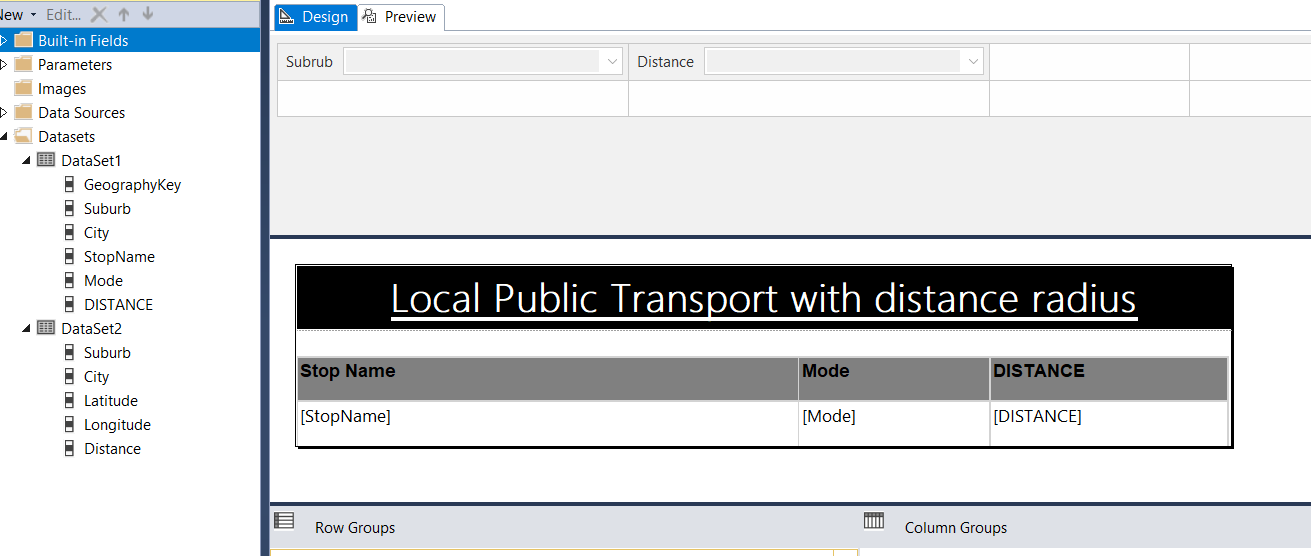 New Edit...
Built-in Fields
Parameters
Images
Data Sources
Datasets
DataSet1
GeographyKey
Suburb
City
StopName
Mode
DISTANCE
DataSet2
Suburb
City
Latitude
Longitude
Distance
Design Preview
Subrub Distance
Local Public Transport with distance radius
Stop Name Mode DISTANCE
[StopName] [Mode] [DISTANCE]
Row Groups Column Groups